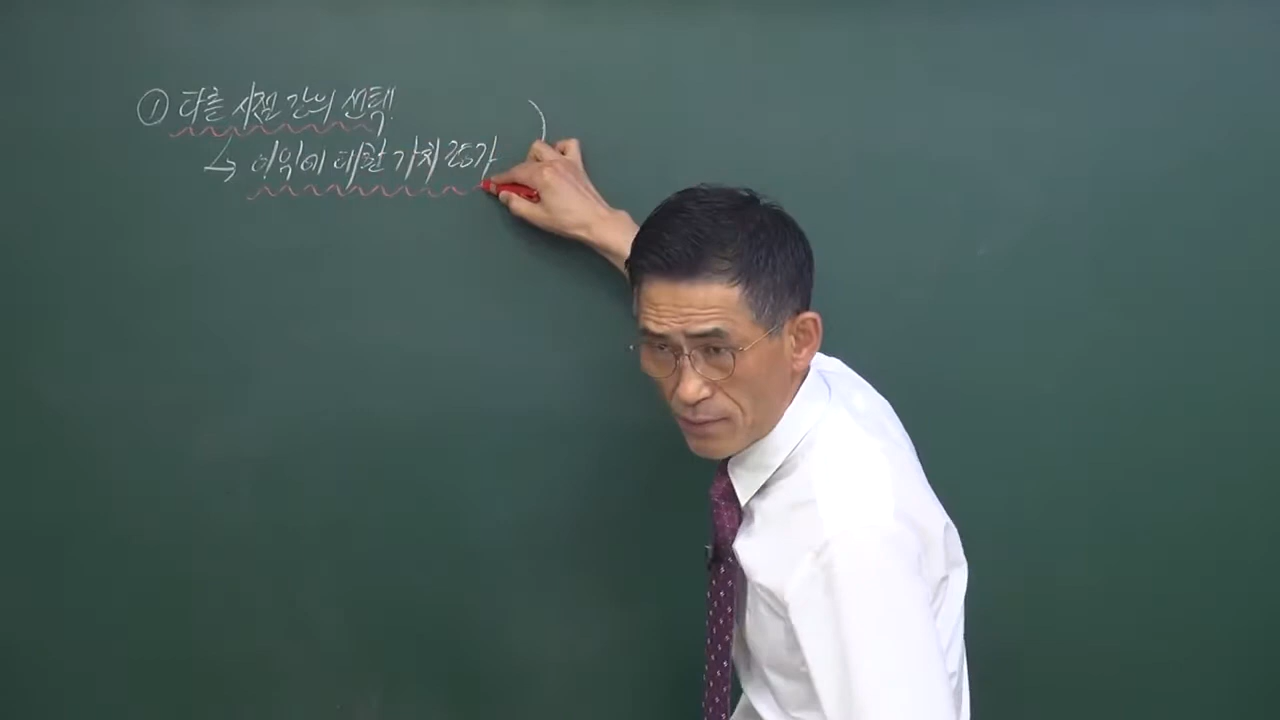 ① 다른 시점 간의 선택!
↳ 이익에 대한 가치 평가